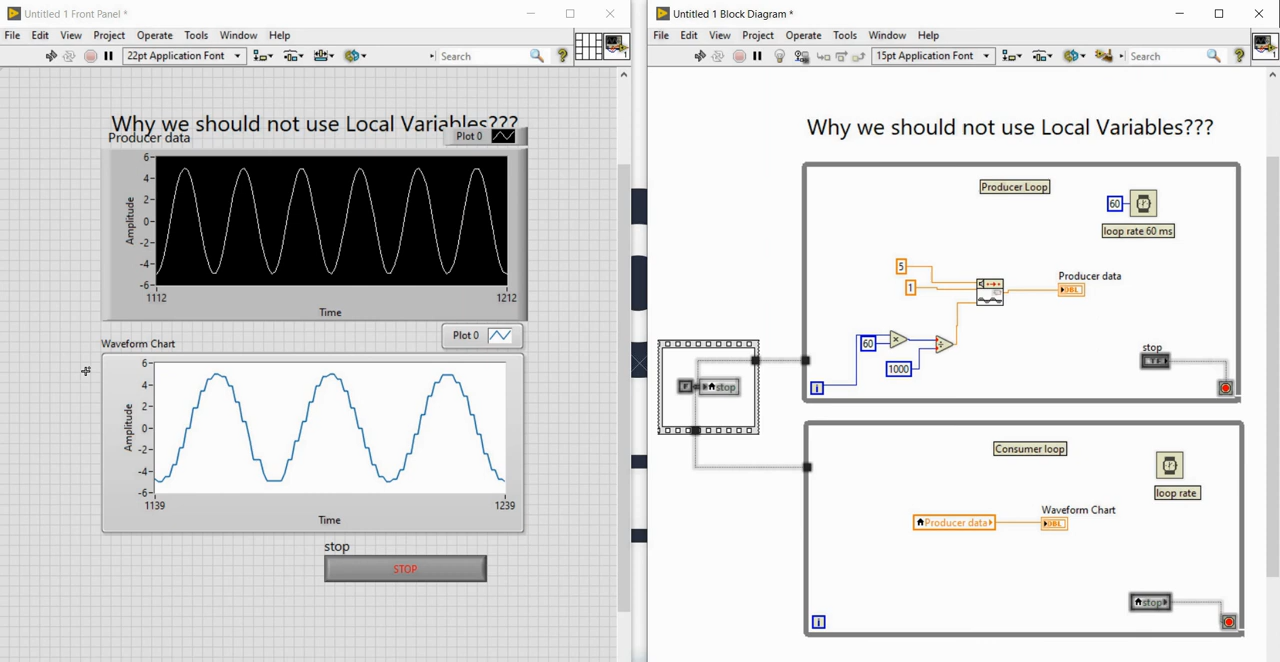 Untitled 1 Front Panel *
File Edit View Project Operate Tools Window Help
22pt Application Font
Search
?
1
Why we should not use Local Variables???
Producer data
Plot 0
Amplitude
6
4
2
0
-2
-4
-6
1112
1212
Time
Waveform Chart
Plot 0
Amplitude
6
4
2
0
-2
-4
-6
1139
1239
Time
stop
STOP
Untitled 1 Block Diagram *
File Edit View Project Operate Tools Window Help
15pt Application Font
Search
?
1
Why we should not use Local Variables???
Producer Loop
60
loop rate 60 ms
5
1
Producer data
DBL
60
×
÷
1000
stop
TF
i
F
stop
Consumer loop
loop rate
Producer data
Waveform Chart
DBL
stop
i